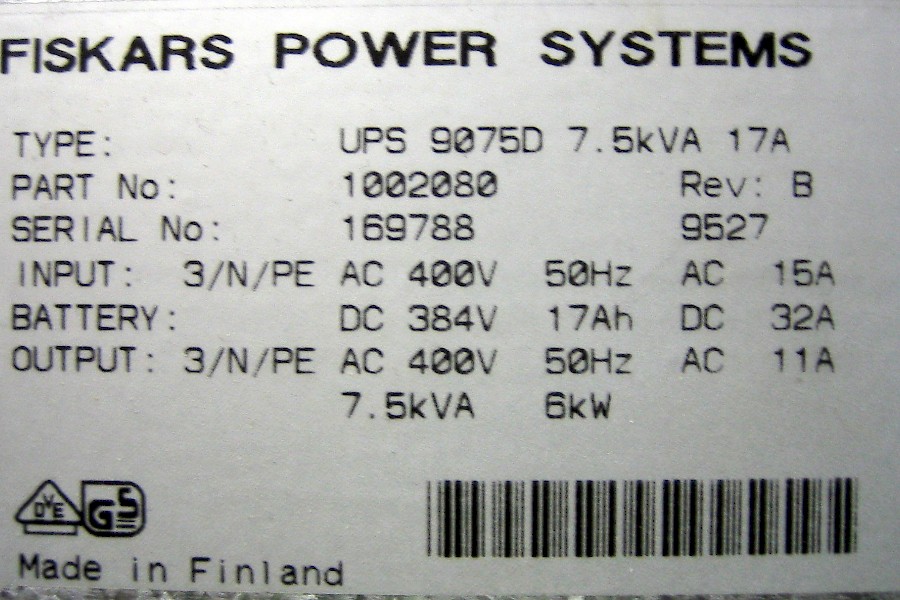 FISKARS POWER SYSTEMS
TYPE: UPS 9075D 7.5kVA 17A
PART No: 1002080 Rev: B
SERIAL No: 169788 9527
INPUT: 3/N/PE AC 400V 50Hz AC 15A
BATTERY: DC 384V 17Ah DC 32A
OUTPUT: 3/N/PE AC 400V 50Hz AC 11A
7.5kVA 6kW
DVE GS
Made in Finland